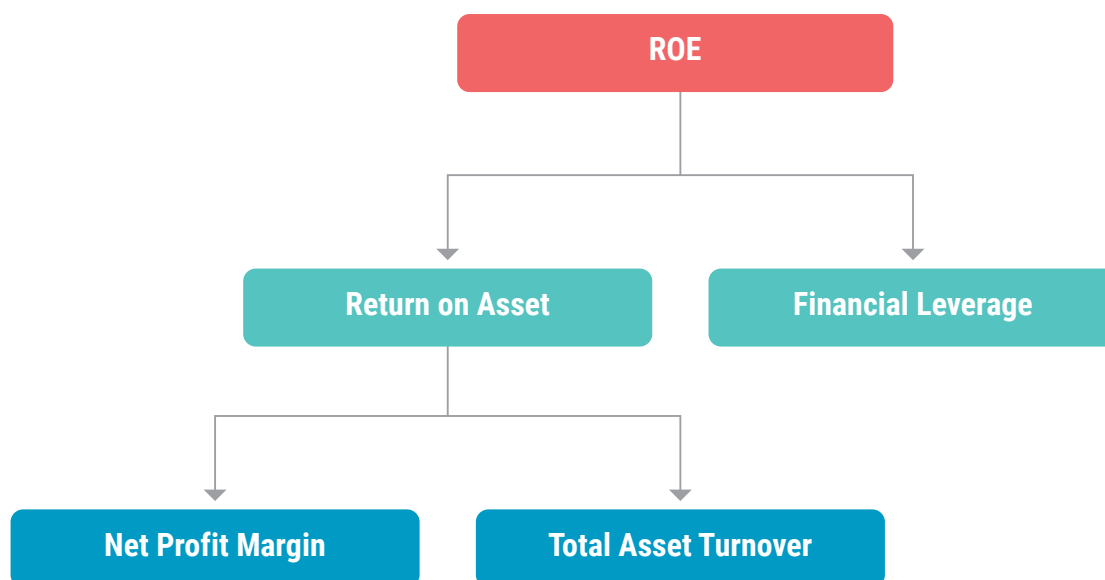 ROE
Return on Asset
Financial Leverage
Net Profit Margin
Total Asset Turnover